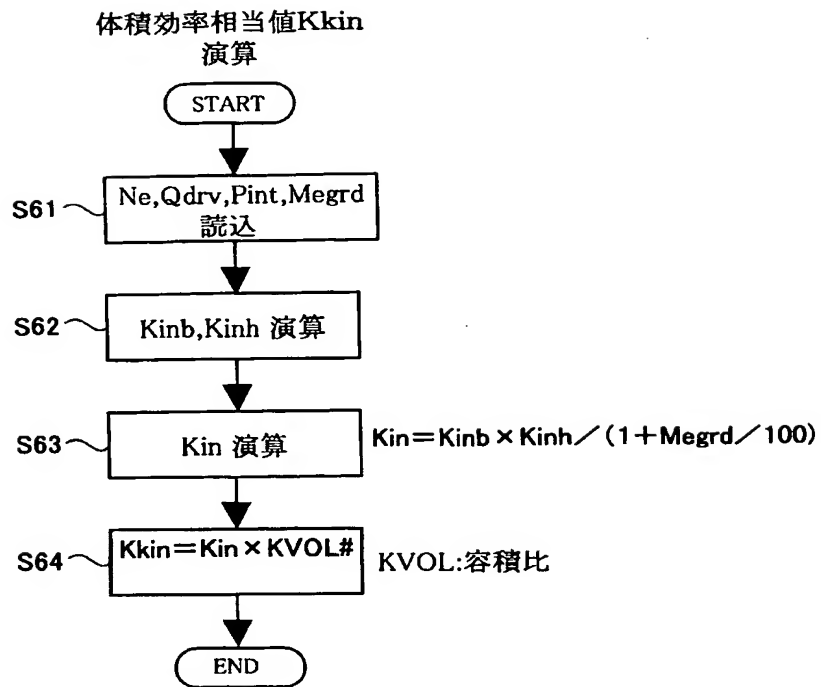 体積効率相当値Kkin
演算
START
S61
Ne,Qdrv,Pint,Megrd
読込
S62
Kinb,Kinh 演算
S63
Kin 演算
Kin＝Kinb×Kinh／(1＋Megrd／100)
S64
Kkin＝Kin×KVOL#
KVOL:容積比
END